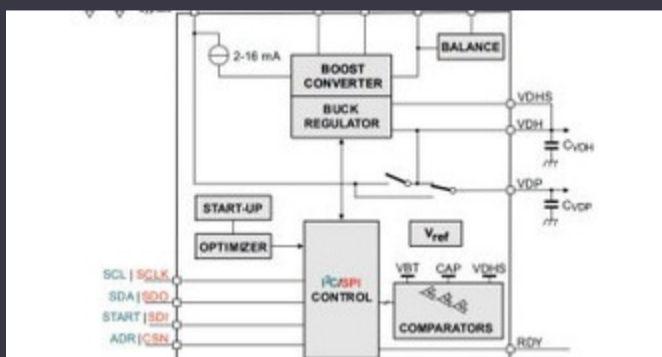 2-16 mA
BALANCE
BOOST
CONVERTER
BUCK
REGULATOR
VDHS
VDH
CVDH
VDP
CVDP
START-UP
OPTIMIZER
Vref
SCL | SCLK
SDA | SDO
START | SDI
ADR | CSN
I²C/SPI
CONTROL
VBT CAP VDHS
COMPARATORS
RDY